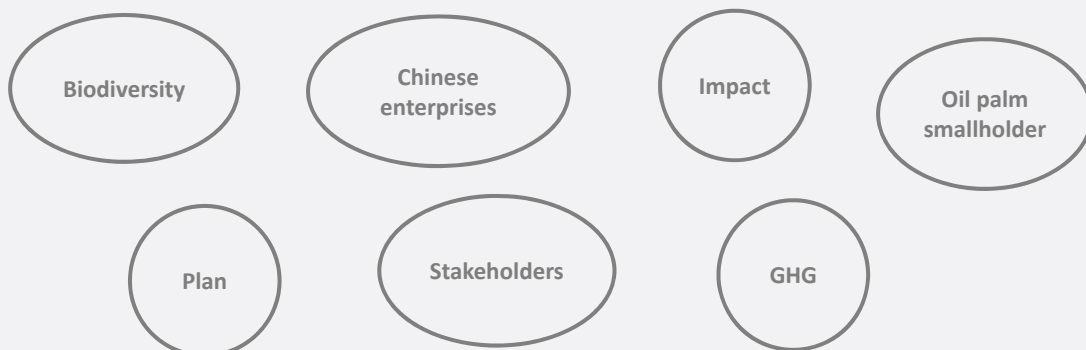 Biodiversity
Chinese
enterprises
Impact
Oil palm
smallholder
Plan
Stakeholders
GHG